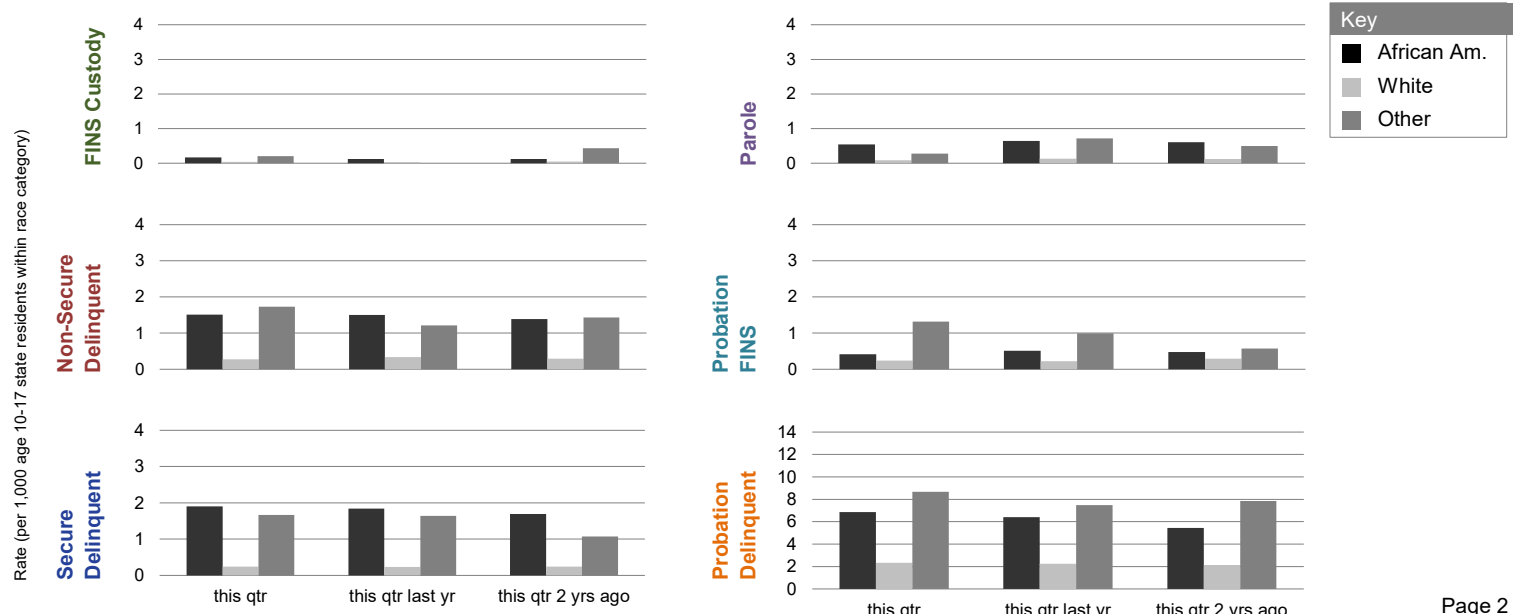 Rate (per 1,000 age 10-17 state residents within race category)
FINS Custody
4
3
2
1
0
Non-Secure
Delinquent
4
3
2
1
0
Secure
Delinquent
4
3
2
1
0
this qtr
this qtr last yr
this qtr 2 yrs ago
Parole
4
3
2
1
0
Probation
FINS
4
3
2
1
0
Probation
Delinquent
14
12
10
8
6
4
2
0
this qtr
this qtr last yr
this qtr 2 yrs ago
Key
African Am.
White
Other
Page 2